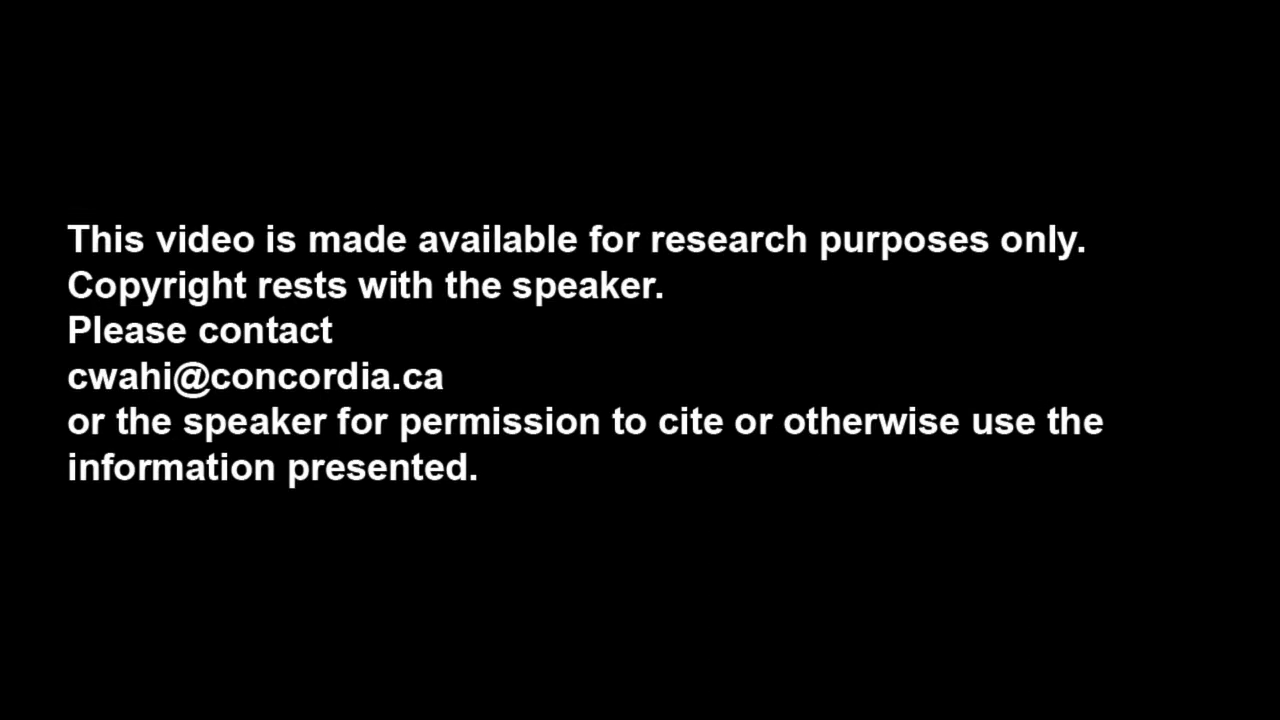 This video is made available for research purposes only.
Copyright rests with the speaker.
Please contact
cwahi@concordia.ca
or the speaker for permission to cite or otherwise use the
information presented.